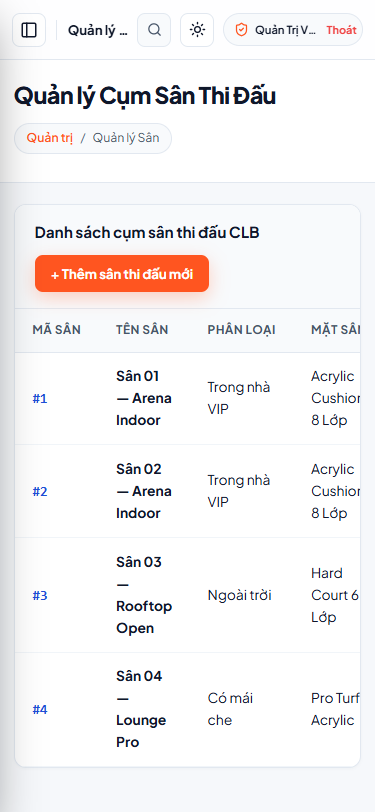 Quản lý ... Quản Trị V... Thoát
Quản lý Cụm Sân Thi Đấu
Quản trị / Quản lý Sân
Danh sách cụm sân thi đấu CLB
+ Thêm sân thi đấu mới
MÃ SÂN TÊN SÂN PHÂN LOẠI MẶT SÂN
#1
Sân 01
— Arena
Indoor
Trong nhà
VIP
Acrylic
Cushion
8 Lớp
#2
Sân 02
— Arena
Indoor
Trong nhà
VIP
Acrylic
Cushion
8 Lớp
#3
Sân 03
—
Rooftop
Open
Ngoài trời
Hard
Court 6
Lớp
#4
Sân 04
—
Lounge
Pro
Có mái
che
Pro Turf
Acrylic